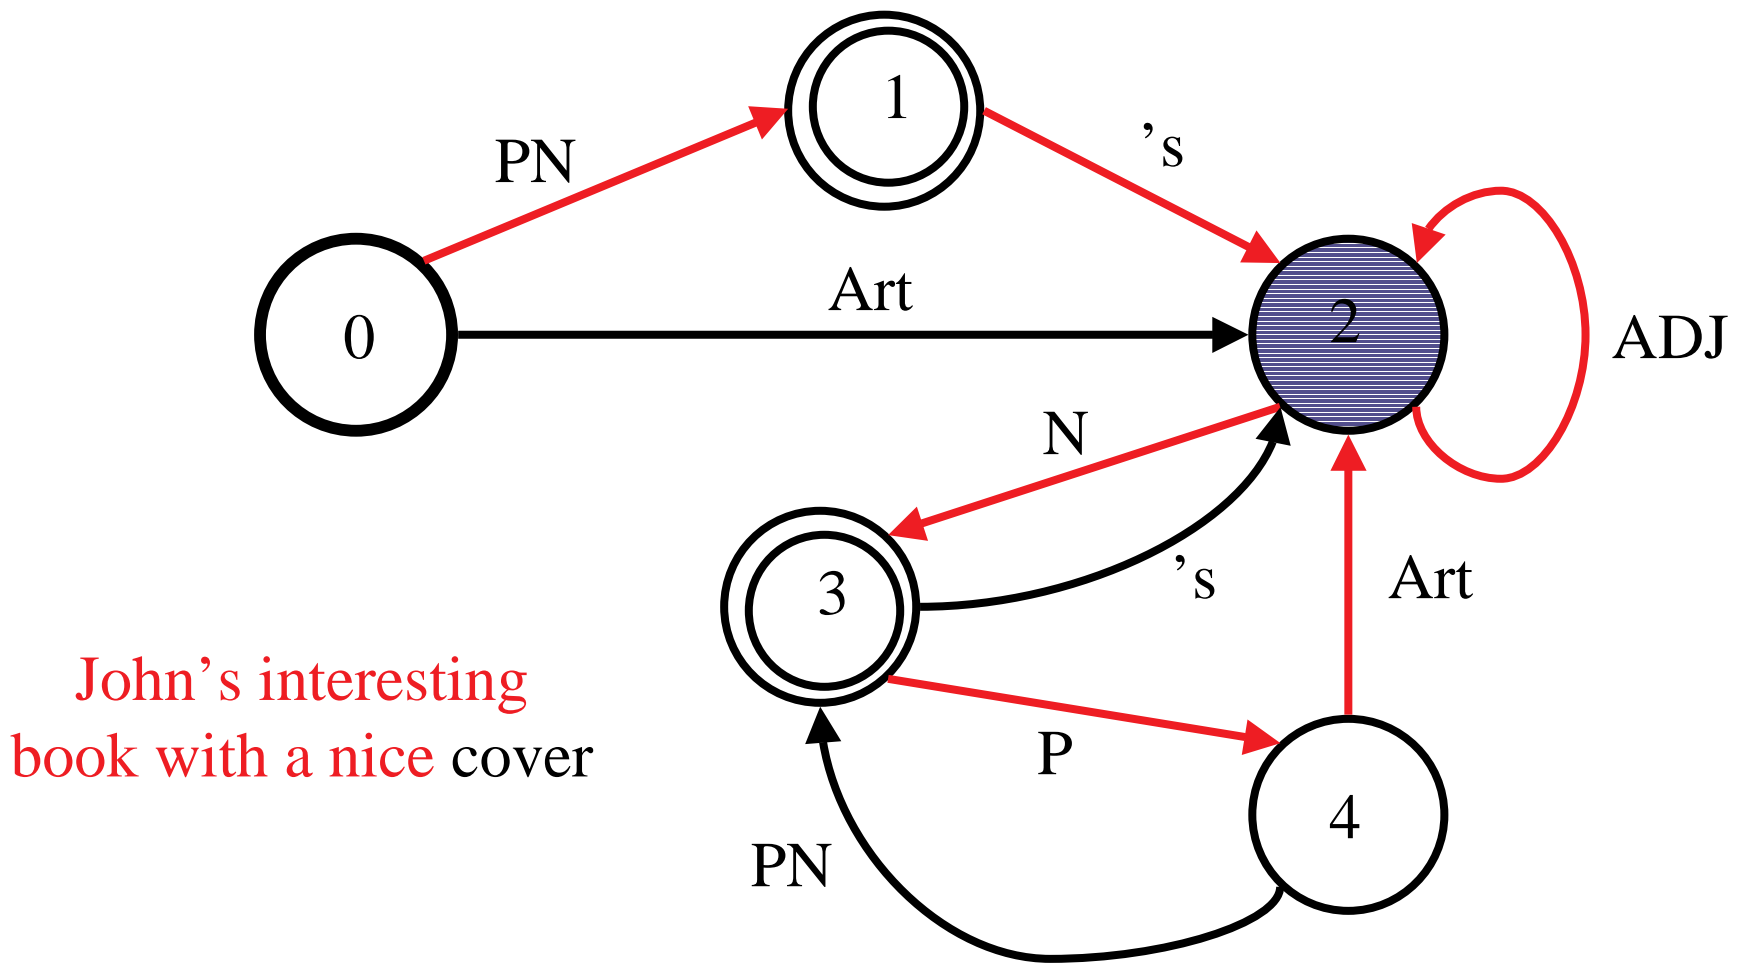 1
PN
’s
Art
0
2
ADJ
N
3
’s
Art
John’s interesting
book with a nice cover
P
4
PN